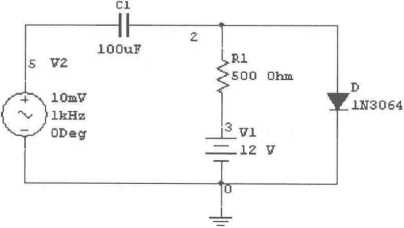 C1
100uF
2
5 V2
10mV
1kHz
0Deg
R1
500 Ohm
3
V1
12 V
D
1N3064
0